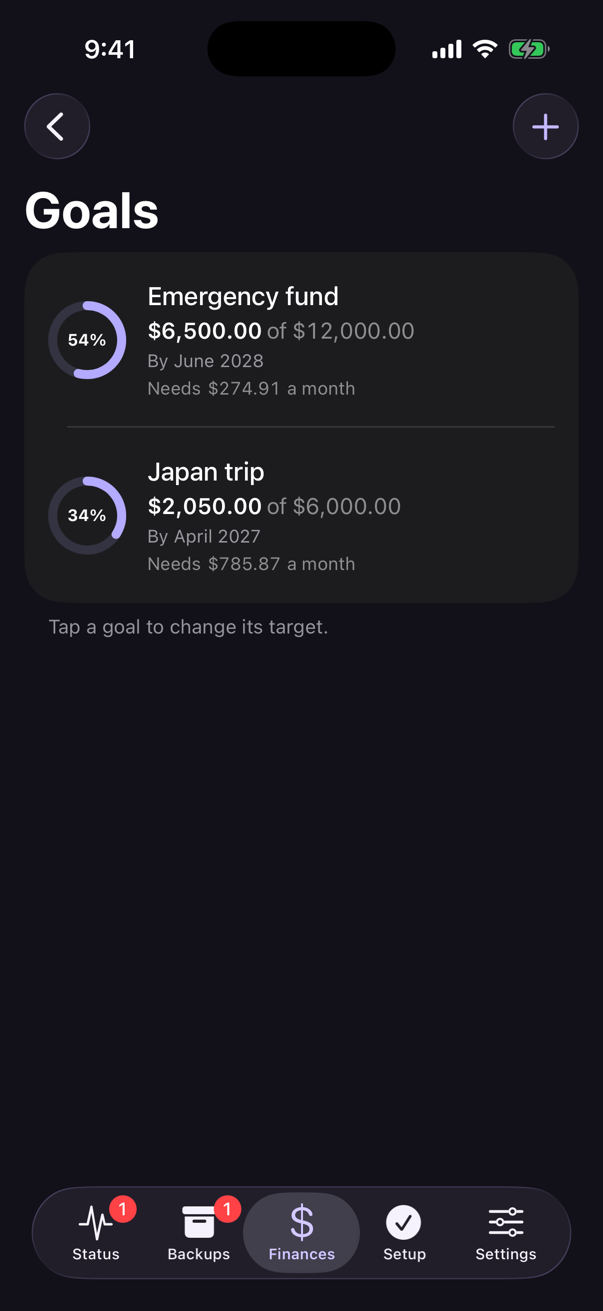 9:41
Goals
54%
Emergency fund
$6,500.00 of $12,000.00
By June 2028
Needs $274.91 a month
34%
Japan trip
$2,050.00 of $6,000.00
By April 2027
Needs $785.87 a month
Tap a goal to change its target.
1
1
Status
Backups
Finances
Setup
Settings